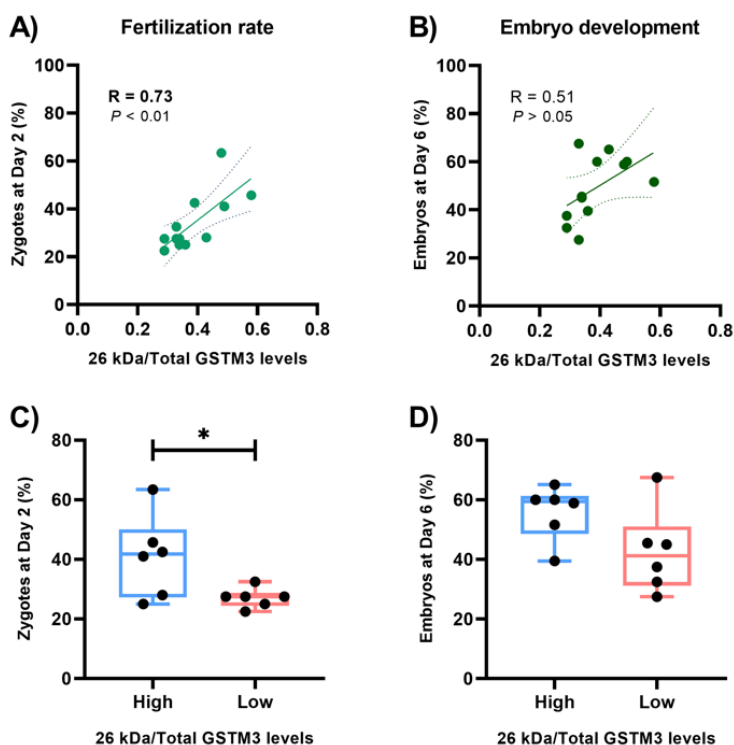 A)
Fertilization rate
R = 0.73
P < 0.01
Zygotes at Day 2 (%)
100
80
60
40
20
0
0.0 0.2 0.4 0.6 0.8
26 kDa/Total GSTM3 levels
B)
Embryo development
R = 0.51
P > 0.05
Embryos at Day 6 (%)
100
80
60
40
20
0
0.0 0.2 0.4 0.6 0.8
26 kDa/Total GSTM3 levels
C)
*
Zygotes at Day 2 (%)
80
60
40
20
0
High Low
26 kDa/Total GSTM3 levels
D)
Embryos at Day 6 (%)
80
60
40
20
0
High Low
26 kDa/Total GSTM3 levels